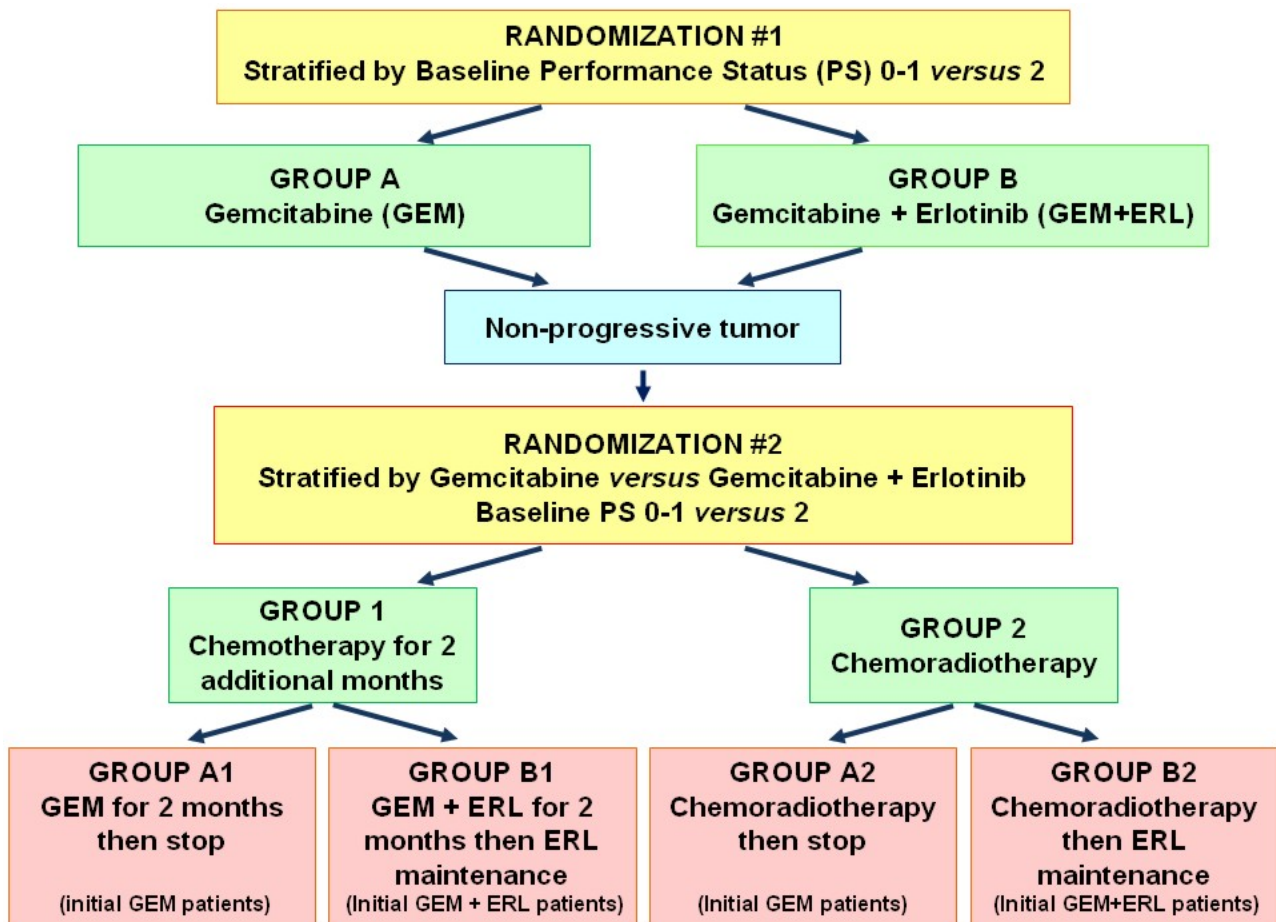 RANDOMIZATION #1
Stratified by Baseline Performance Status (PS) 0-1 versus 2
GROUP A
Gemcitabine (GEM)
GROUP B
Gemcitabine + Erlotinib (GEM+ERL)
Non-progressive tumor
RANDOMIZATION #2
Stratified by Gemcitabine versus Gemcitabine + Erlotinib
Baseline PS 0-1 versus 2
GROUP 1
Chemotherapy for 2
additional months
GROUP 2
Chemoradiotherapy
GROUP A1
GEM for 2 months
then stop
(initial GEM patients)
GROUP B1
GEM + ERL for 2
months then ERL
maintenance
(Initial GEM + ERL patients)
GROUP A2
Chemoradiotherapy
then stop
(Initial GEM patients)
GROUP B2
Chemoradiotherapy
then ERL
maintenance
(Initial GEM+ERL patients)